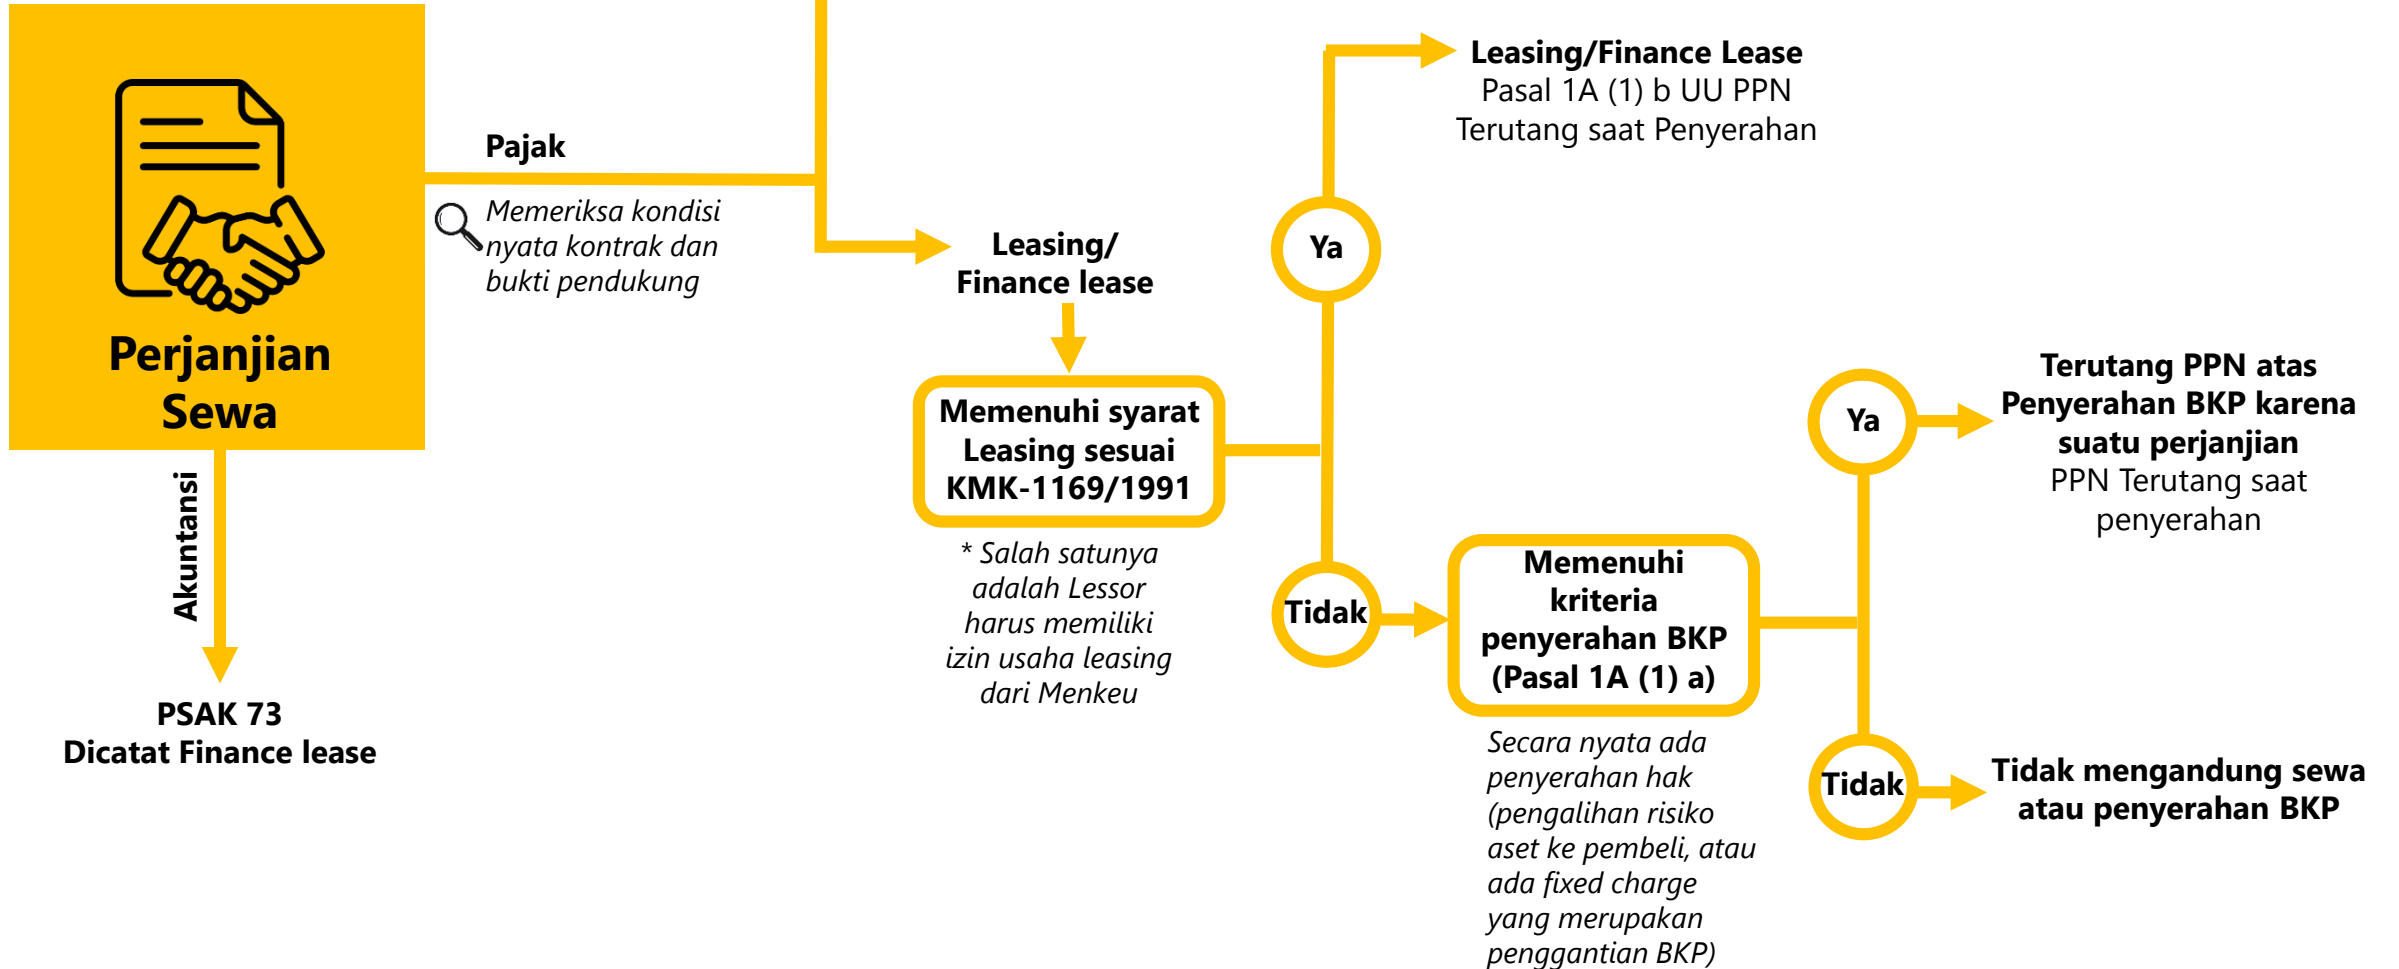 Perjanjian
Sewa
Akuntansi
PSAK 73
Dicatat Finance lease
Pajak
Memeriksa kondisi
nyata kontrak dan
bukti pendukung
Leasing/
Finance lease
Memenuhi syarat
Leasing sesuai
KMK-1169/1991
* Salah satunya
adalah Lessor
harus memiliki
izin usaha leasing
dari Menkeu
Ya
Leasing/Finance Lease
Pasal 1A (1) b UU PPN
Terutang saat Penyerahan
Tidak
Memenuhi
kriteria
penyerahan BKP
(Pasal 1A (1) a)
Secara nyata ada
penyerahan hak
(pengalihan risiko
aset ke pembeli, atau
ada fixed charge
yang merupakan
penggantian BKP)
Ya
Terutang PPN atas
Penyerahan BKP karena
suatu perjanjian
PPN Terutang saat
penyerahan
Tidak
Tidak mengandung sewa
atau penyerahan BKP